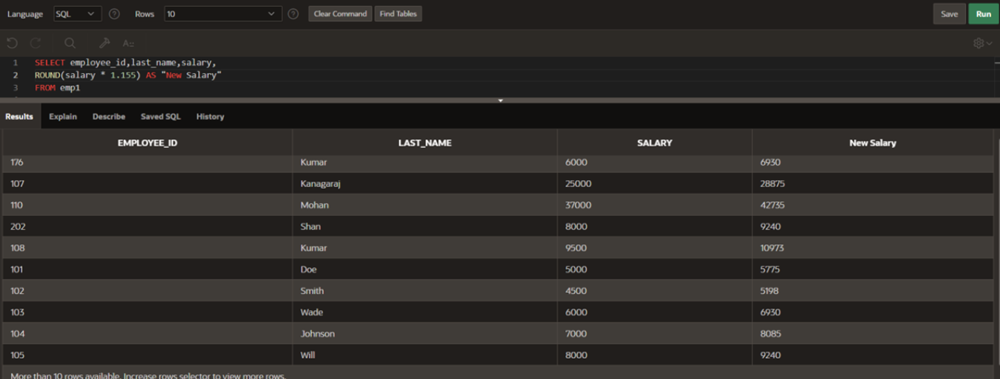 Language SQL Rows 10 Clear Command Find Tables Save Run
A=
1 SELECT employee_id,last_name,salary,
2 ROUND(salary * 1.155) AS "New Salary"
3 FROM emp1
Results Explain Describe Saved SQL History
EMPLOYEE_ID LAST_NAME SALARY New Salary
176 Kumar 6000 6930
107 Kanagaraj 25000 28875
110 Mohan 37000 42735
202 Shan 8000 9240
108 Kumar 9500 10973
101 Doe 5000 5775
102 Smith 4500 5198
103 Wade 6000 6930
104 Johnson 7000 8085
105 Will 8000 9240
More than 10 rows available. Increase rows selector to view more rows.